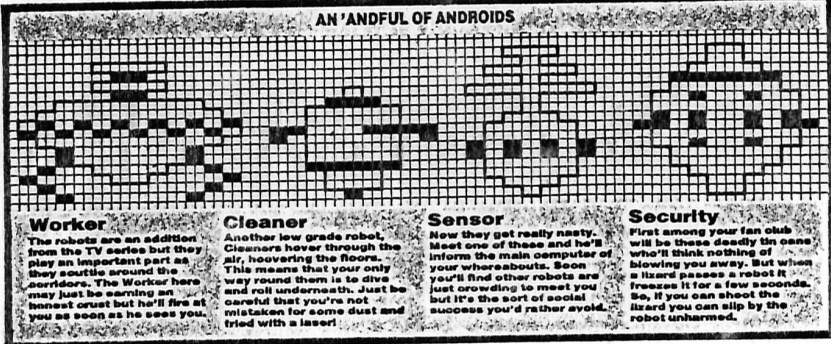 AN 'ANDFUL OF ANDROIDS
Worker
The robots are an addition
from the TV series but they
play an important part as
they scuttle around the
corridors. The Worker here
may just be earning an
honest crust but he'll fire at
you as soon as he sees you.
Cleaner
Another low grade robot,
Cleaners hover through the
air, hoovering the floors.
This means that your only
way round them is to dive
and roll underneath. Just be
careful that you're not
mistaken for some dust and
fried with a laser!
Sensor
Now they get really nasty.
Meet one of these and he'll
inform the main computer of
your whereabouts. Soon
you'll find other robots are
just crowding to meet you
but it's the sort of social
success you'd rather avoid.
Security
First among your fan club
will be these deadly tin cans
who'll think nothing of
blowing you away. But when
a lizard passes a robot it
freezes it for a few seconds.
So, if you can shoot the
lizard you can slip by the
robot unharmed.